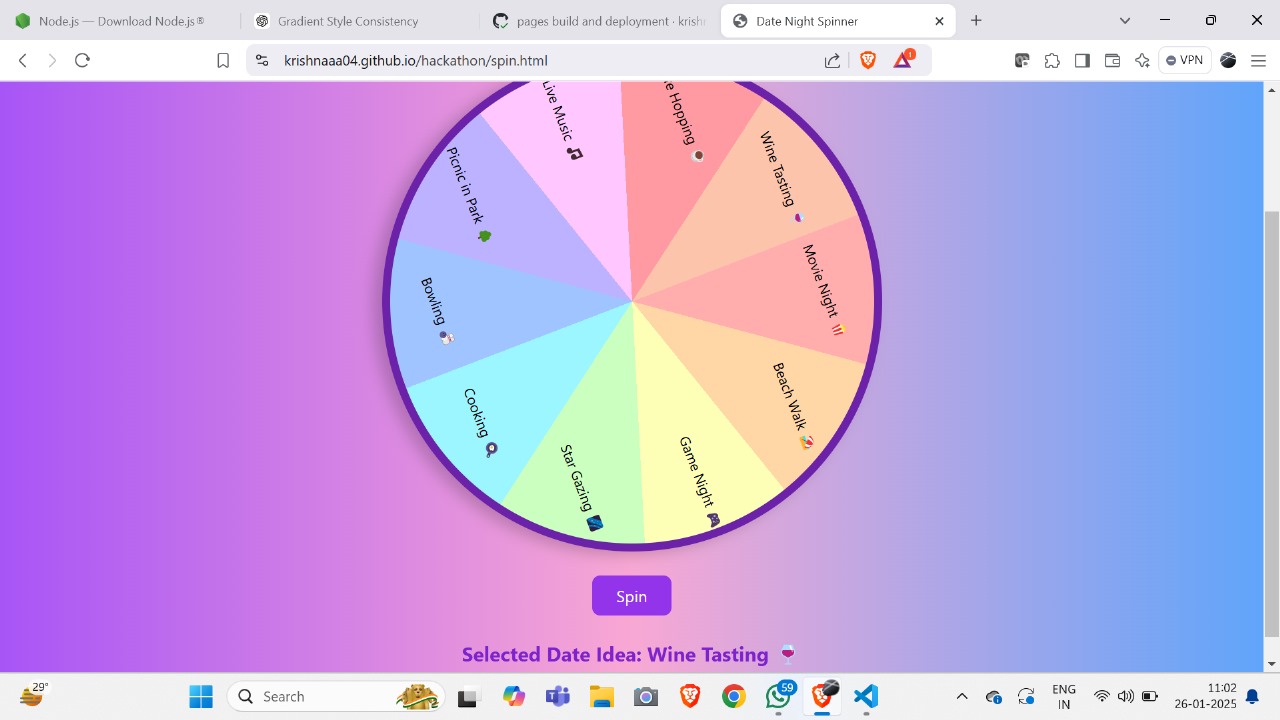 Node.js — Download Node.js®
Gradient Style Consistency
pages build and deployment · krishn
Date Night Spinner
krishnaaa04.github.io/hackathon/spin.html
VPN
Live Music 🎵
e Hopping ☕
Wine Tasting 🍷
Picnic in Park 🌳
Movie Night 🍿
Bowling 🎳
Beach Walk 🏖️
Cooking 🍳
Game Night 🎮
Star Gazing 🌌
Spin
Selected Date Idea: Wine Tasting 🍷
29°
Search
59
ENG
IN
11:02
26-01-2025